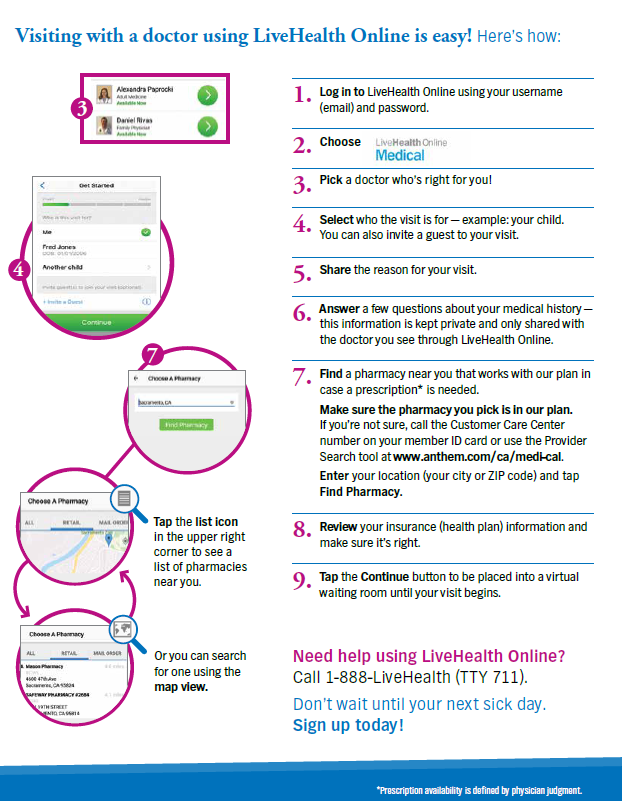 Visiting with a doctor using LiveHealth Online is easy! Here's how:
3
Alexandra Paprocki
Adult Medicine
Available Now
Daniel Rivas
Family Physician
Available Now
4
Get Started
Why is this visit for?
Me
Fred Jones
Another child
+ Invite a Guest
Continue
7
Choose A Pharmacy
Sacramento, CA
Find Pharmacy
Choose A Pharmacy
ALL RETAIL MAIL ORDER
Tap the list icon
in the upper right
corner to see a
list of pharmacies
near you.
Choose A Pharmacy
ALL RETAIL MAIL ORDER
Mason Pharmacy
4600 47th Ave
Sacramento, CA 95824
SAFEWAY PHARMACY #2684
19TH STREET
MENTO, CA 95814
Or you can search
for one using the
map view.
1. Log in to LiveHealth Online using your username
(email) and password.
2. Choose LiveHealth Online
Medical
3. Pick a doctor who's right for you!
4. Select who the visit is for — example: your child.
You can also invite a guest to your visit.
5. Share the reason for your visit.
6. Answer a few questions about your medical history —
this information is kept private and only shared with
the doctor you see through LiveHealth Online.
7. Find a pharmacy near you that works with our plan in
case a prescription* is needed.
Make sure the pharmacy you pick is in our plan.
If you're not sure, call the Customer Care Center
number on your member ID card or use the Provider
Search tool at www.anthem.com/ca/medi-cal.
Enter your location (your city or ZIP code) and tap
Find Pharmacy.
8. Review your insurance (health plan) information and
make sure it's right.
9. Tap the Continue button to be placed into a virtual
waiting room until your visit begins.
Need help using LiveHealth Online?
Call 1-888-LiveHealth (TTY 711).
Don't wait until your next sick day.
Sign up today!
*Prescription availability is defined by physician judgment.